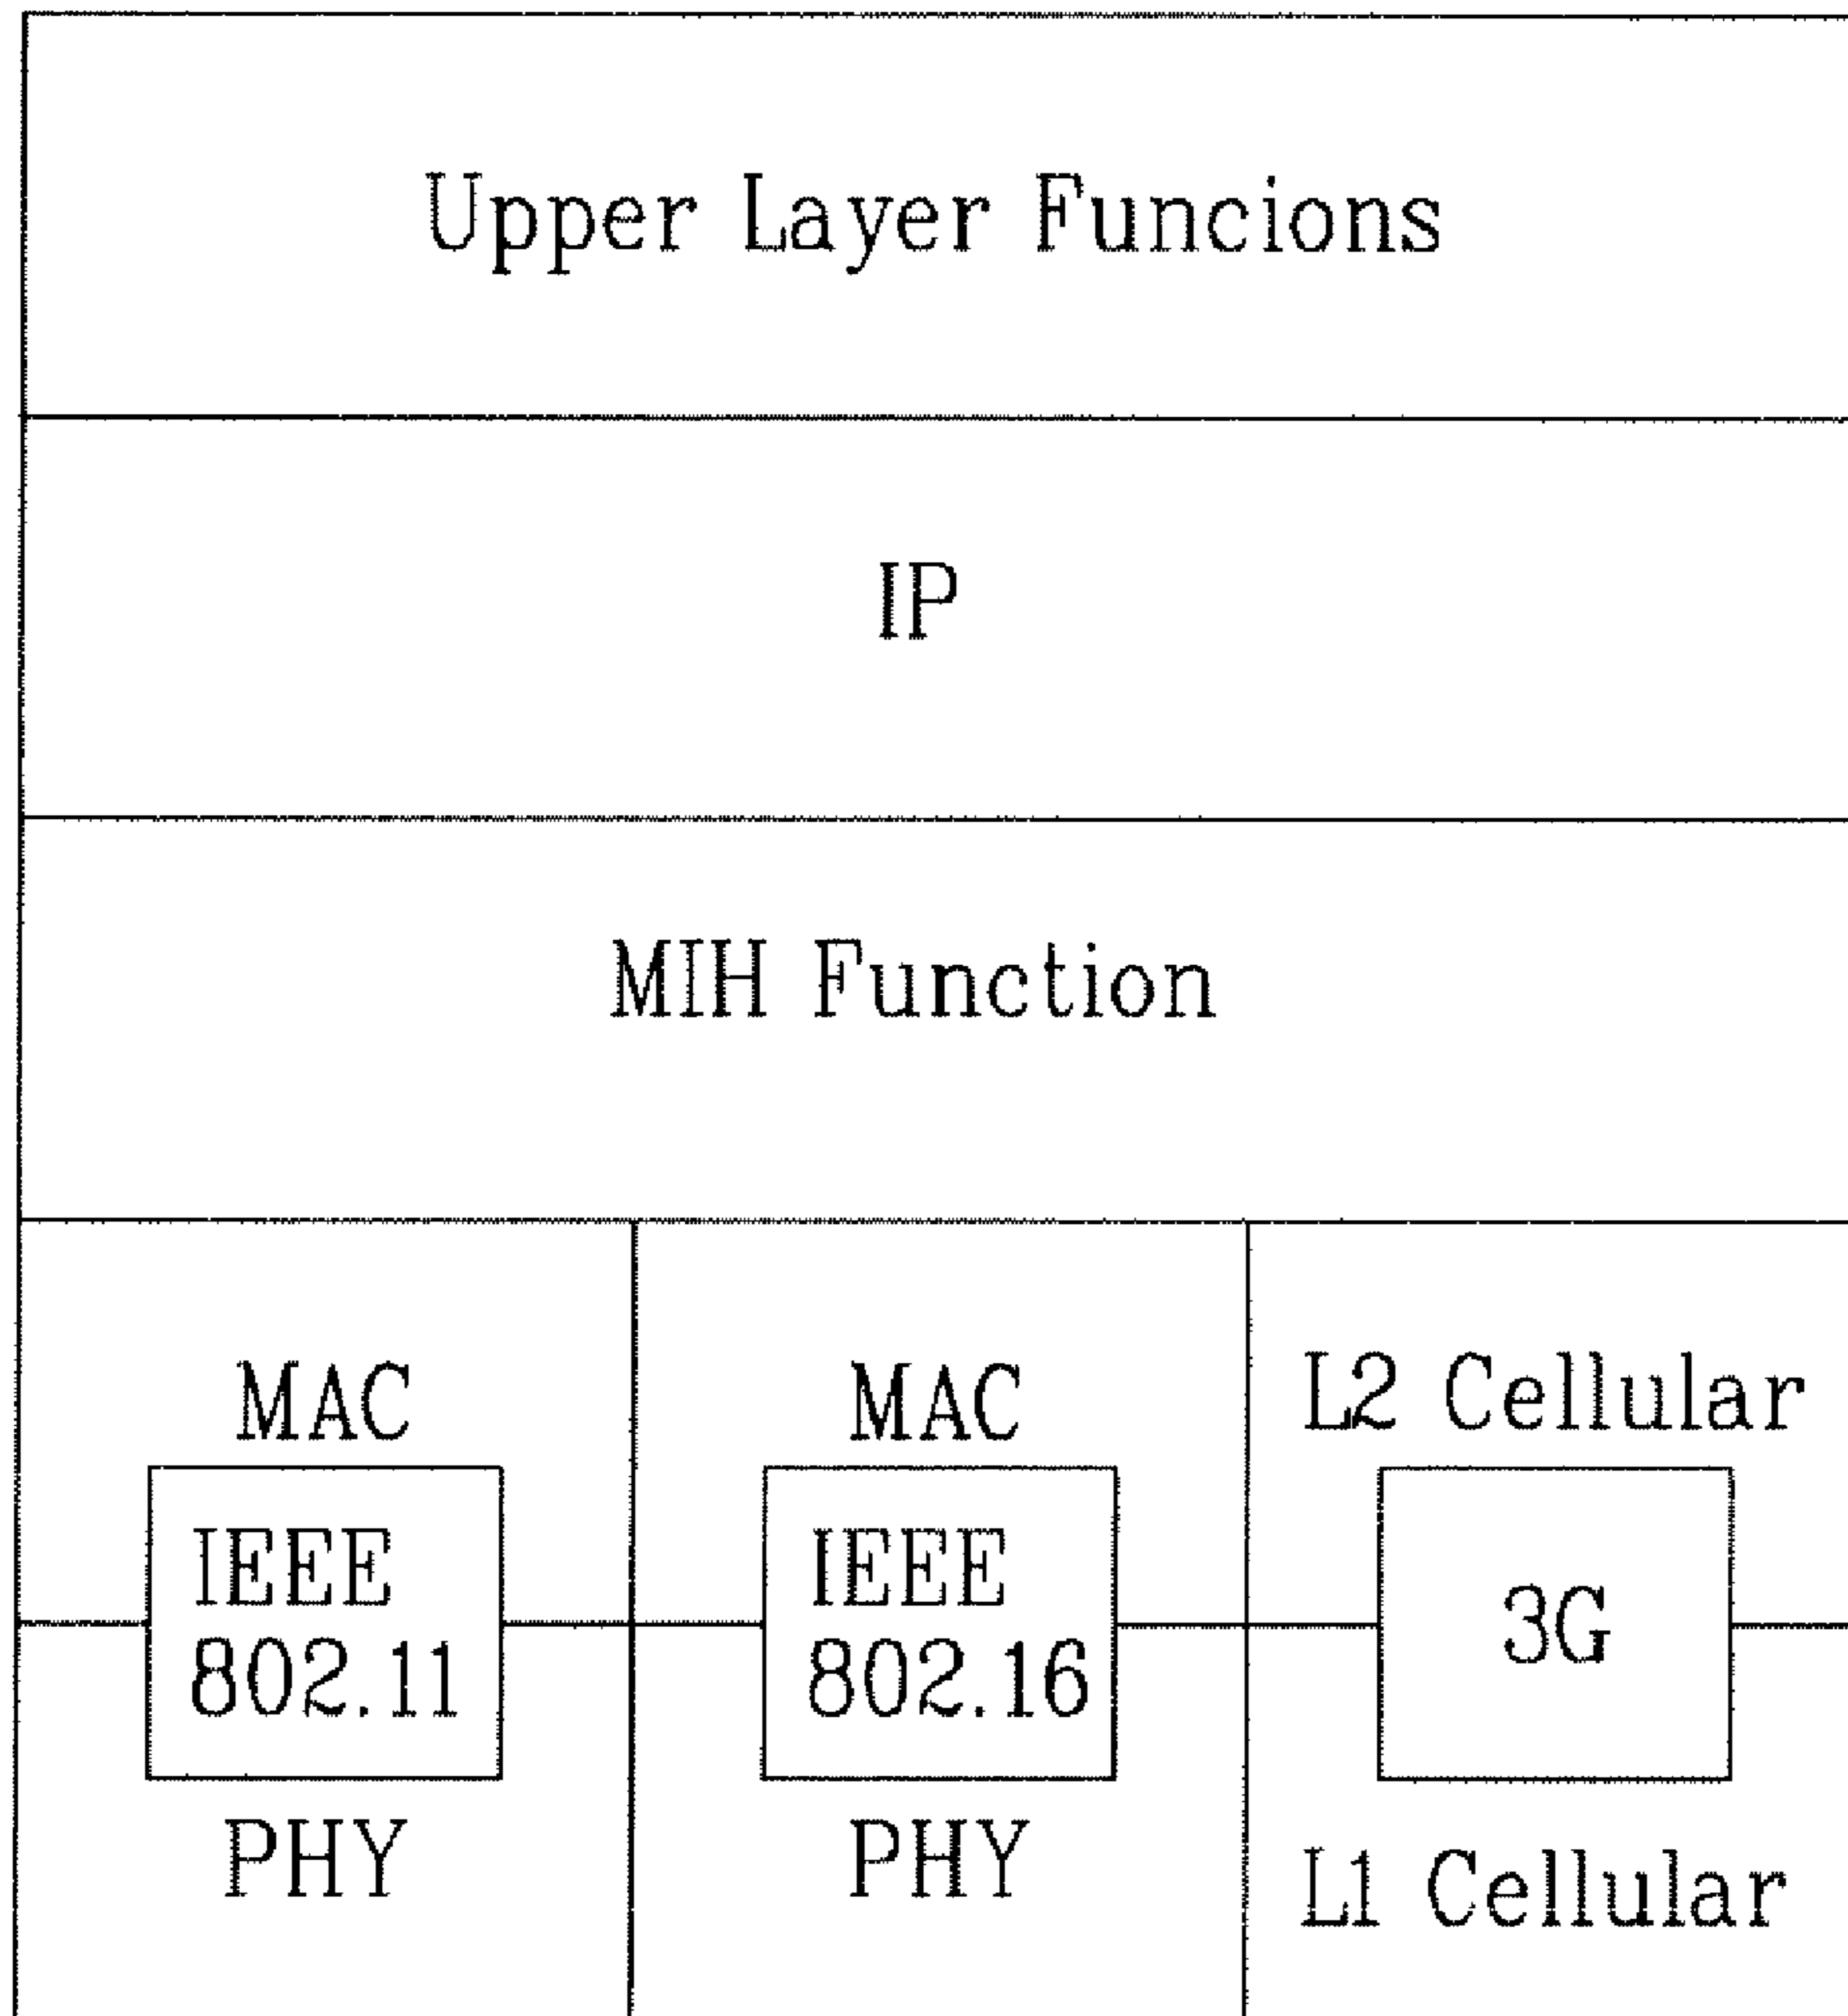 Upper Layer Funcions
IP
MIH Function
MAC
MAC
L2 Cellular
IEEE
802.11
IEEE
802.16
3G
PHY
PHY
L1 Cellular